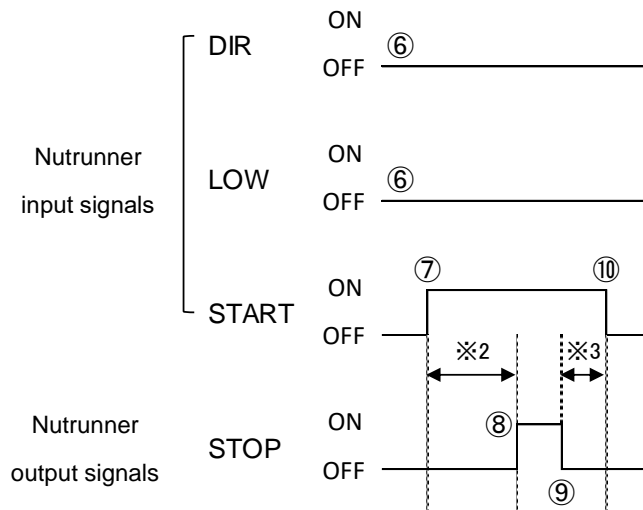 ON
DIR
⑥
OFF
Nutrunner
input signals
ON
LOW
⑥
OFF
⑦
⑩
ON
START
OFF
※2
※3
Nutrunner
output signals
ON
⑧
STOP
OFF
⑨